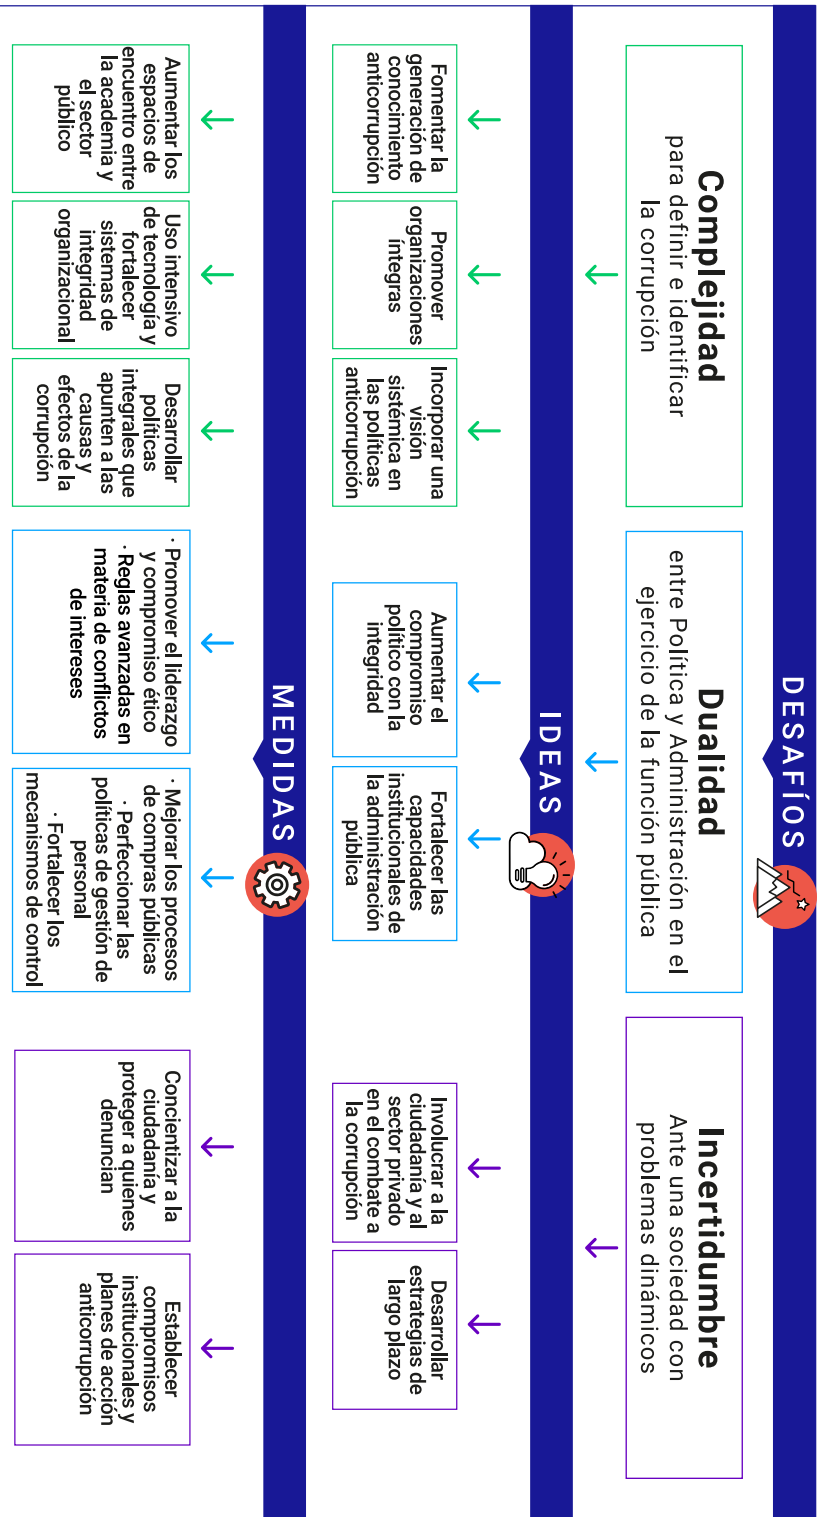 DESAFÍOS
Complejidad
para definir e identificar
la corrupción
Dualidad
entre Política y Administración en el
ejercicio de la función pública
Incertidumbre
Ante una sociedad con
problemas dinámicos
IDEAS
Fomentar la
generación de
conocimiento
anticorrupción
Promover
organizaciones
íntegras
Incorporar una
visión
sistémica en
las políticas
anticorrupción
Aumentar el
compromiso
político con la
integridad
Fortalecer las
capacidades
institucionales de
la administración
pública
Involucrar a la
ciudadanía y al
sector privado
en el combate a
la corrupción
Desarrollar
estrategias de
largo plazo
MEDIDAS
Aumentar los
espacios de
encuentro entre
la academia y
el sector
público
Uso intensivo
de tecnología y
fortalecer
sistemas de
integridad
organizacional
Desarrollar
políticas
integrales que
apunten a las
causas y
efectos de la
corrupción
· Promover el liderazgo
y compromiso ético
· Reglas avanzadas en
materia de conflictos
de intereses
· Mejorar los procesos
de compras públicas
· Perfeccionar las
políticas de gestión de
personal
· Fortalecer los
mecanismos de control
Concientizar a la
ciudadanía y
proteger a quienes
denuncian
Establecer
compromisos
institucionales y
planes de acción
anticorrupción